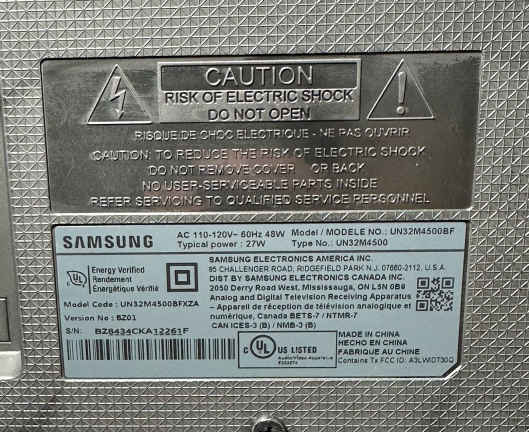 CAUTION
RISK OF ELECTRIC SHOCK
DO NOT OPEN
RISQUE DE CHOC ELECTRIQUE - NE PAS OUVRIR
CAUTION: TO REDUCE THE RISK OF ELECTRIC SHOCK
DO NOT REMOVE COVER OR BACK
NO USER-SERVICEABLE PARTS INSIDE
REFER SERVICING TO QUALIFIED SERVICE PERSONNEL
SAMSUNG
AC 110-120V~ 60Hz 48W Model / MODELE NO.: UN32M4500BF
Typical power : 27W Type No.: UN32M4500
UL Energy Verified
Rendement
Énergétique Vérifié
Model Code : UN32M4500BFXZA
Version No : BZ01
S/N: BZ8434CKA12261F
SAMSUNG ELECTRONICS AMERICA INC.
85 CHALLENGER ROAD, RIDGEFIELD PARK N.J. 07660-2112, U.S.A.
DIST BY SAMSUNG ELECTRONICS CANADA INC.
2050 Derry Road West, Mississauga, ON L5N 0B9
Analog and Digital Television Receiving Apparatus
- Appareil de réception de télévision analogique et
numérique, Canada BETS-7 / NTMR-7
CAN ICES-3 (B) / NMB-3 (B)
C UL US LISTED
Audio/Video Apparatus
MADE IN CHINA
HECHO EN CHINA
FABRIQUE AU CHINE
Contains Tx FCC ID: A3LWIDT30Q